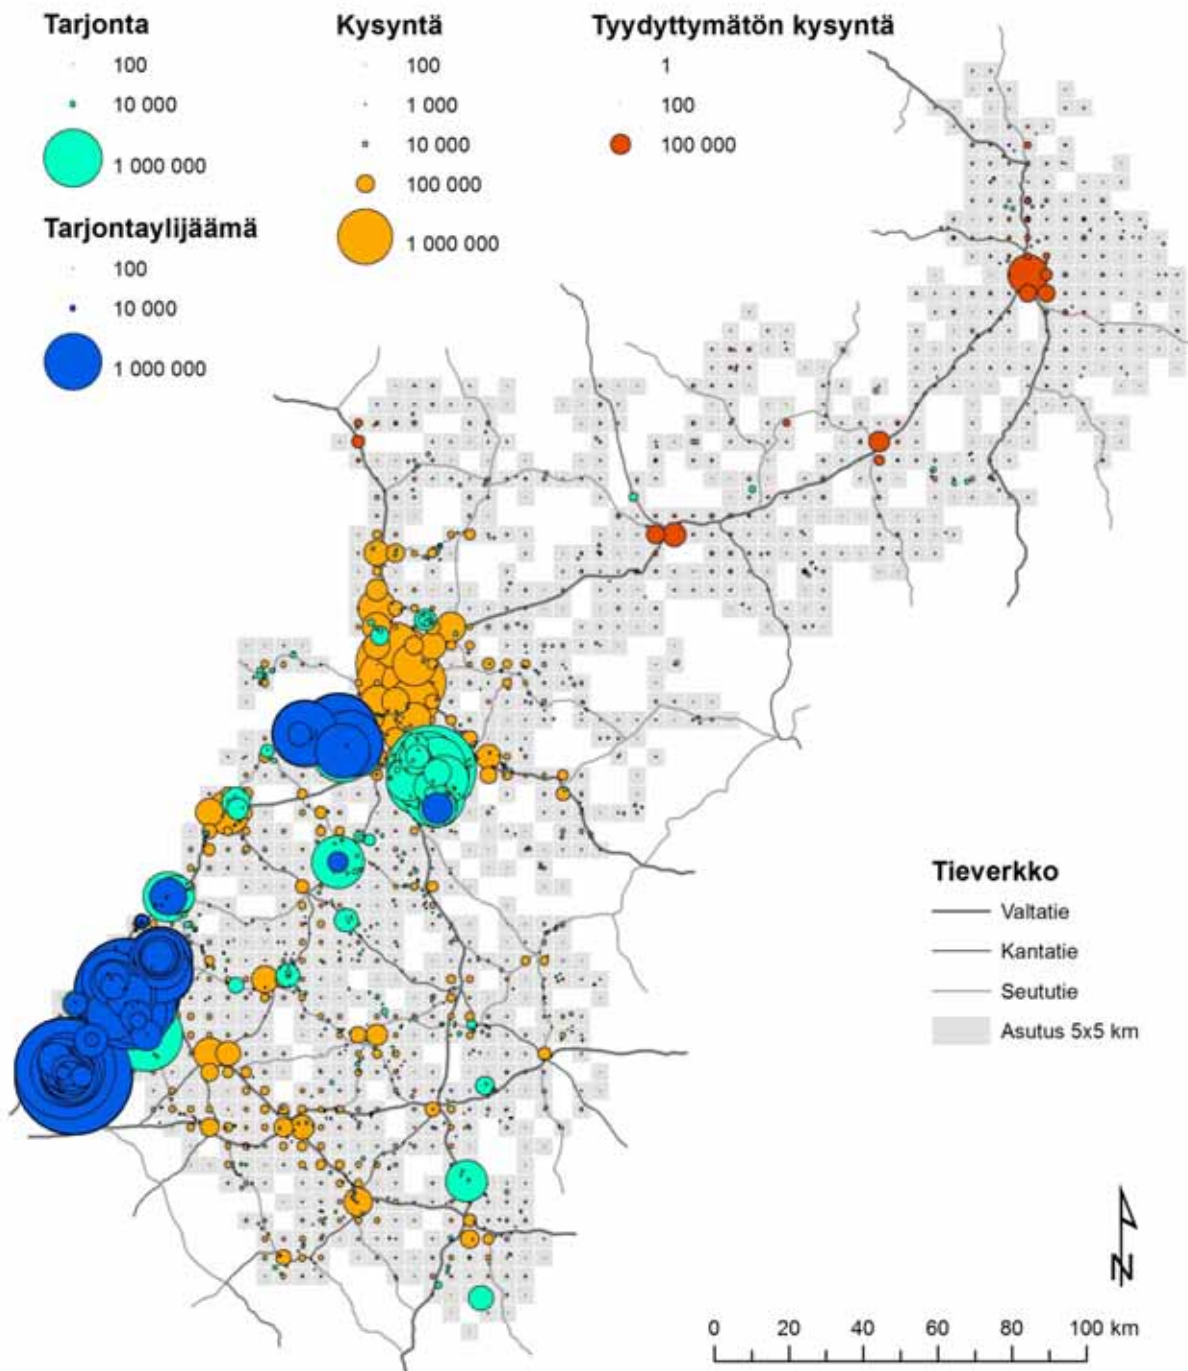 Tarjonta
100
10 000
1 000 000
Tarjontaylijäämä
100
10 000
1 000 000
Kysyntä
100
1 000
10 000
100 000
1 000 000
Tyydyttymätön kysyntä
1
100
100 000
Tieverkko
Valtatie
Kantatie
Seututie
Asutus 5x5 km
N
0 20 40 60 80 100 km